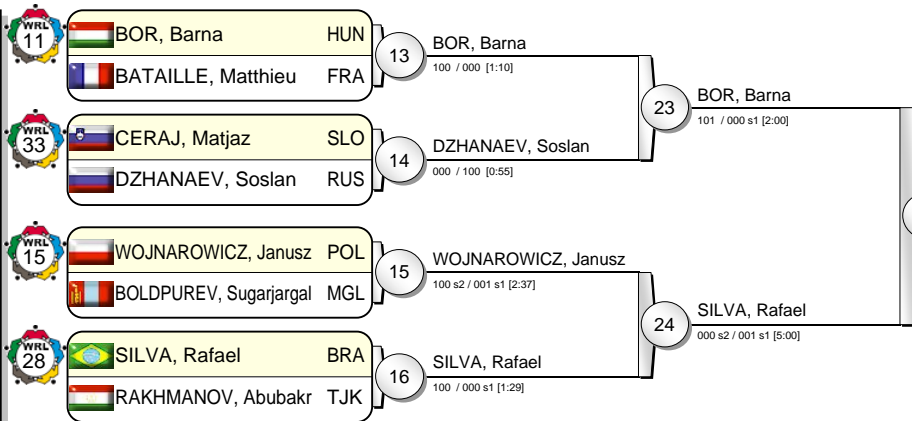 WRL
11
BOR, Barna HUN
BATAILLE, Matthieu FRA
13
BOR, Barna
100 / 000 [1:10]
WRL
33
CERAJ, Matjaz SLO
DZHANAEV, Soslan RUS
14
DZHANAEV, Soslan
000 / 100 [0:55]
23
BOR, Barna
101 / 000 s1 [2:00]
WRL
15
WOJNAROWICZ, Janusz POL
BOLDPUREV, Sugarjargal MGL
15
WOJNAROWICZ, Janusz
100 s2 / 001 s1 [2:37]
WRL
28
SILVA, Rafael BRA
RAKHMANOV, Abubakr TJK
16
SILVA, Rafael
100 / 000 s1 [1:29]
24
SILVA, Rafael
000 s2 / 001 s1 [5:00]